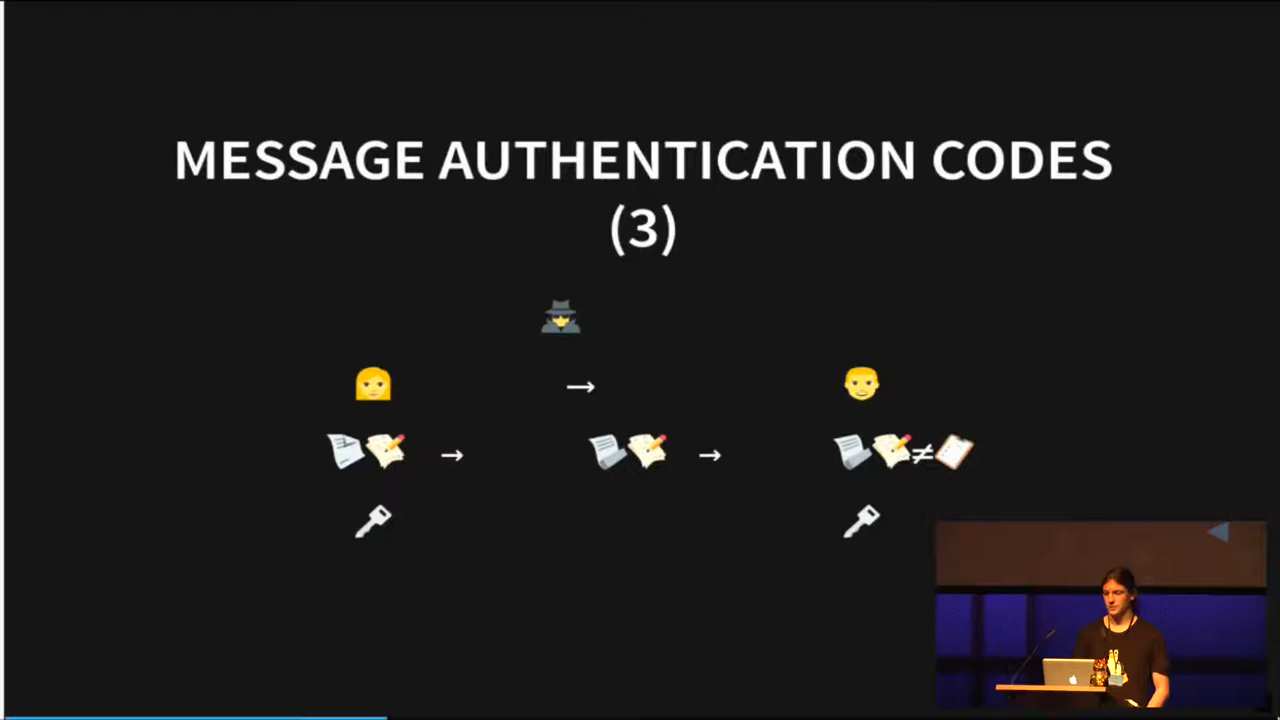 MESSAGE AUTHENTICATION CODES
(3)
→
→ → ≠